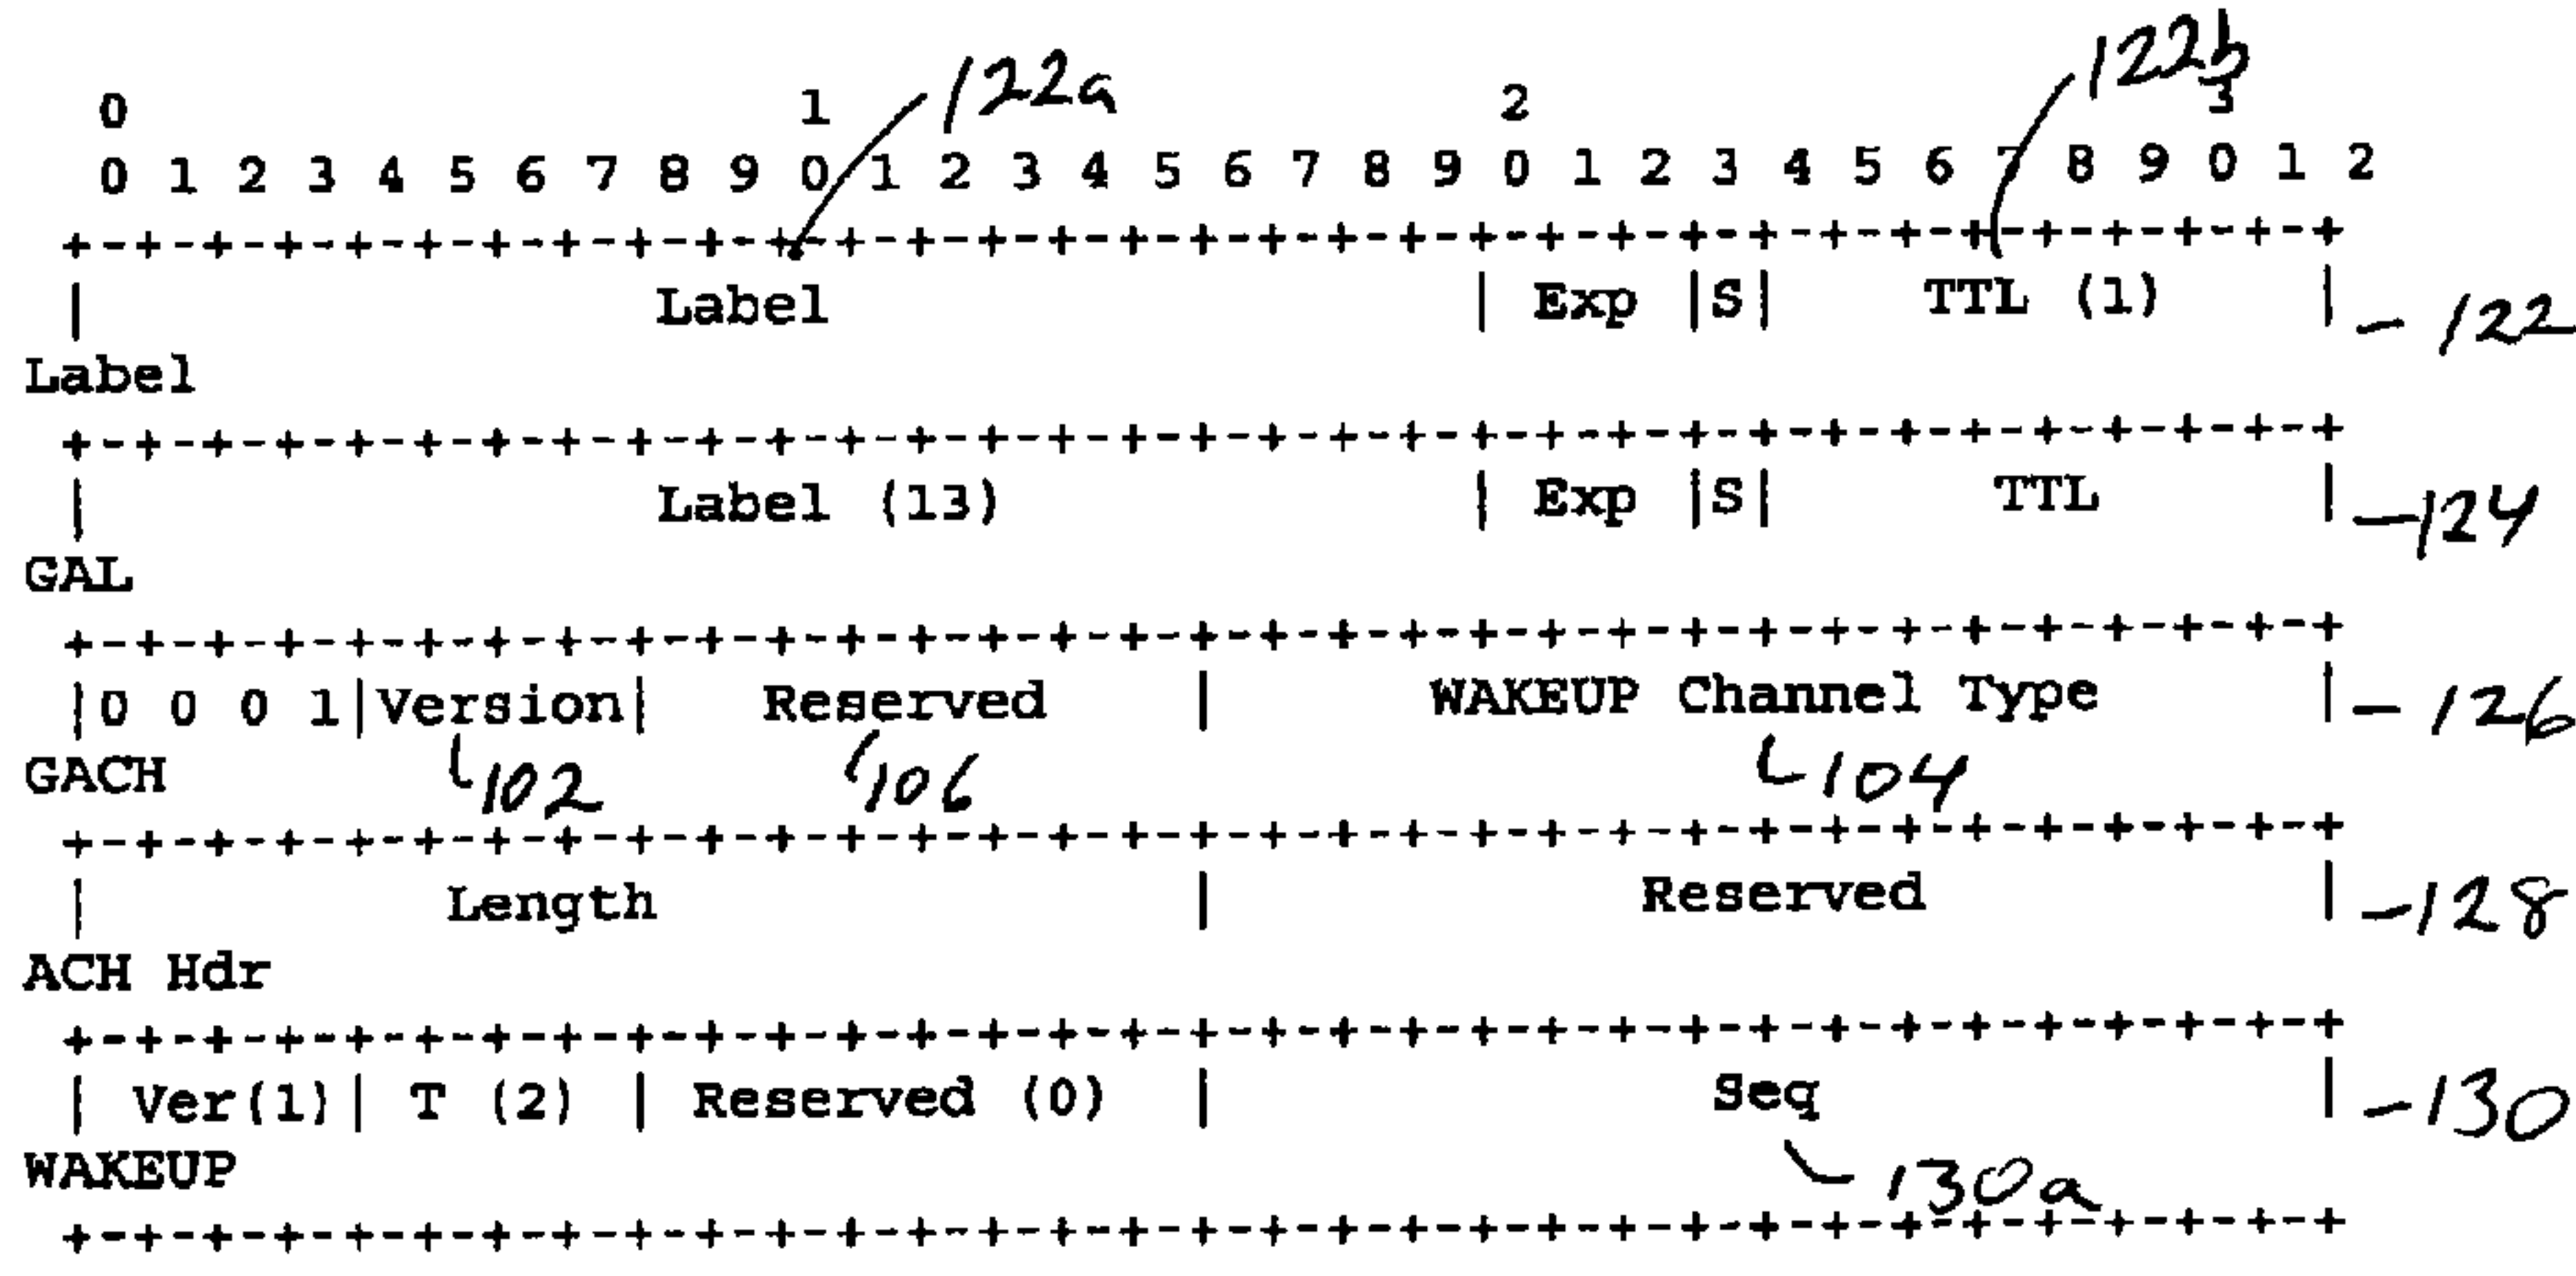 122a 122b
0 1 2 3
0 1 2 3 4 5 6 7 8 9 0 1 2 3 4 5 6 7 8 9 0 1 2 3 4 5 6 7 8 9 0 1 2
+-+-+-+-+-+-+-+-+-+-+-+-+-+-+-+-+-+-+-+-+-+-+-+-+-+-+-+-+-+-+-+-+
| Label | Exp |S| TTL (1) | - 122
Label
+-+-+-+-+-+-+-+-+-+-+-+-+-+-+-+-+-+-+-+-+-+-+-+-+-+-+-+-+-+-+-+-+
| Label (13) | Exp |S| TTL | - 124
GAL
+-+-+-+-+-+-+-+-+-+-+-+-+-+-+-+-+-+-+-+-+-+-+-+-+-+-+-+-+-+-+-+-+
|0 0 0 1|Version| Reserved | WAKEUP Channel Type | - 126
GACH 102 106 104
+-+-+-+-+-+-+-+-+-+-+-+-+-+-+-+-+-+-+-+-+-+-+-+-+-+-+-+-+-+-+-+-+
| Length | Reserved | - 128
ACH Hdr
+-+-+-+-+-+-+-+-+-+-+-+-+-+-+-+-+-+-+-+-+-+-+-+-+-+-+-+-+-+-+-+-+
| Ver(1)| T (2) | Reserved (0) | Seq | - 130
WAKEUP 130a
+-+-+-+-+-+-+-+-+-+-+-+-+-+-+-+-+-+-+-+-+-+-+-+-+-+-+-+-+-+-+-+-+